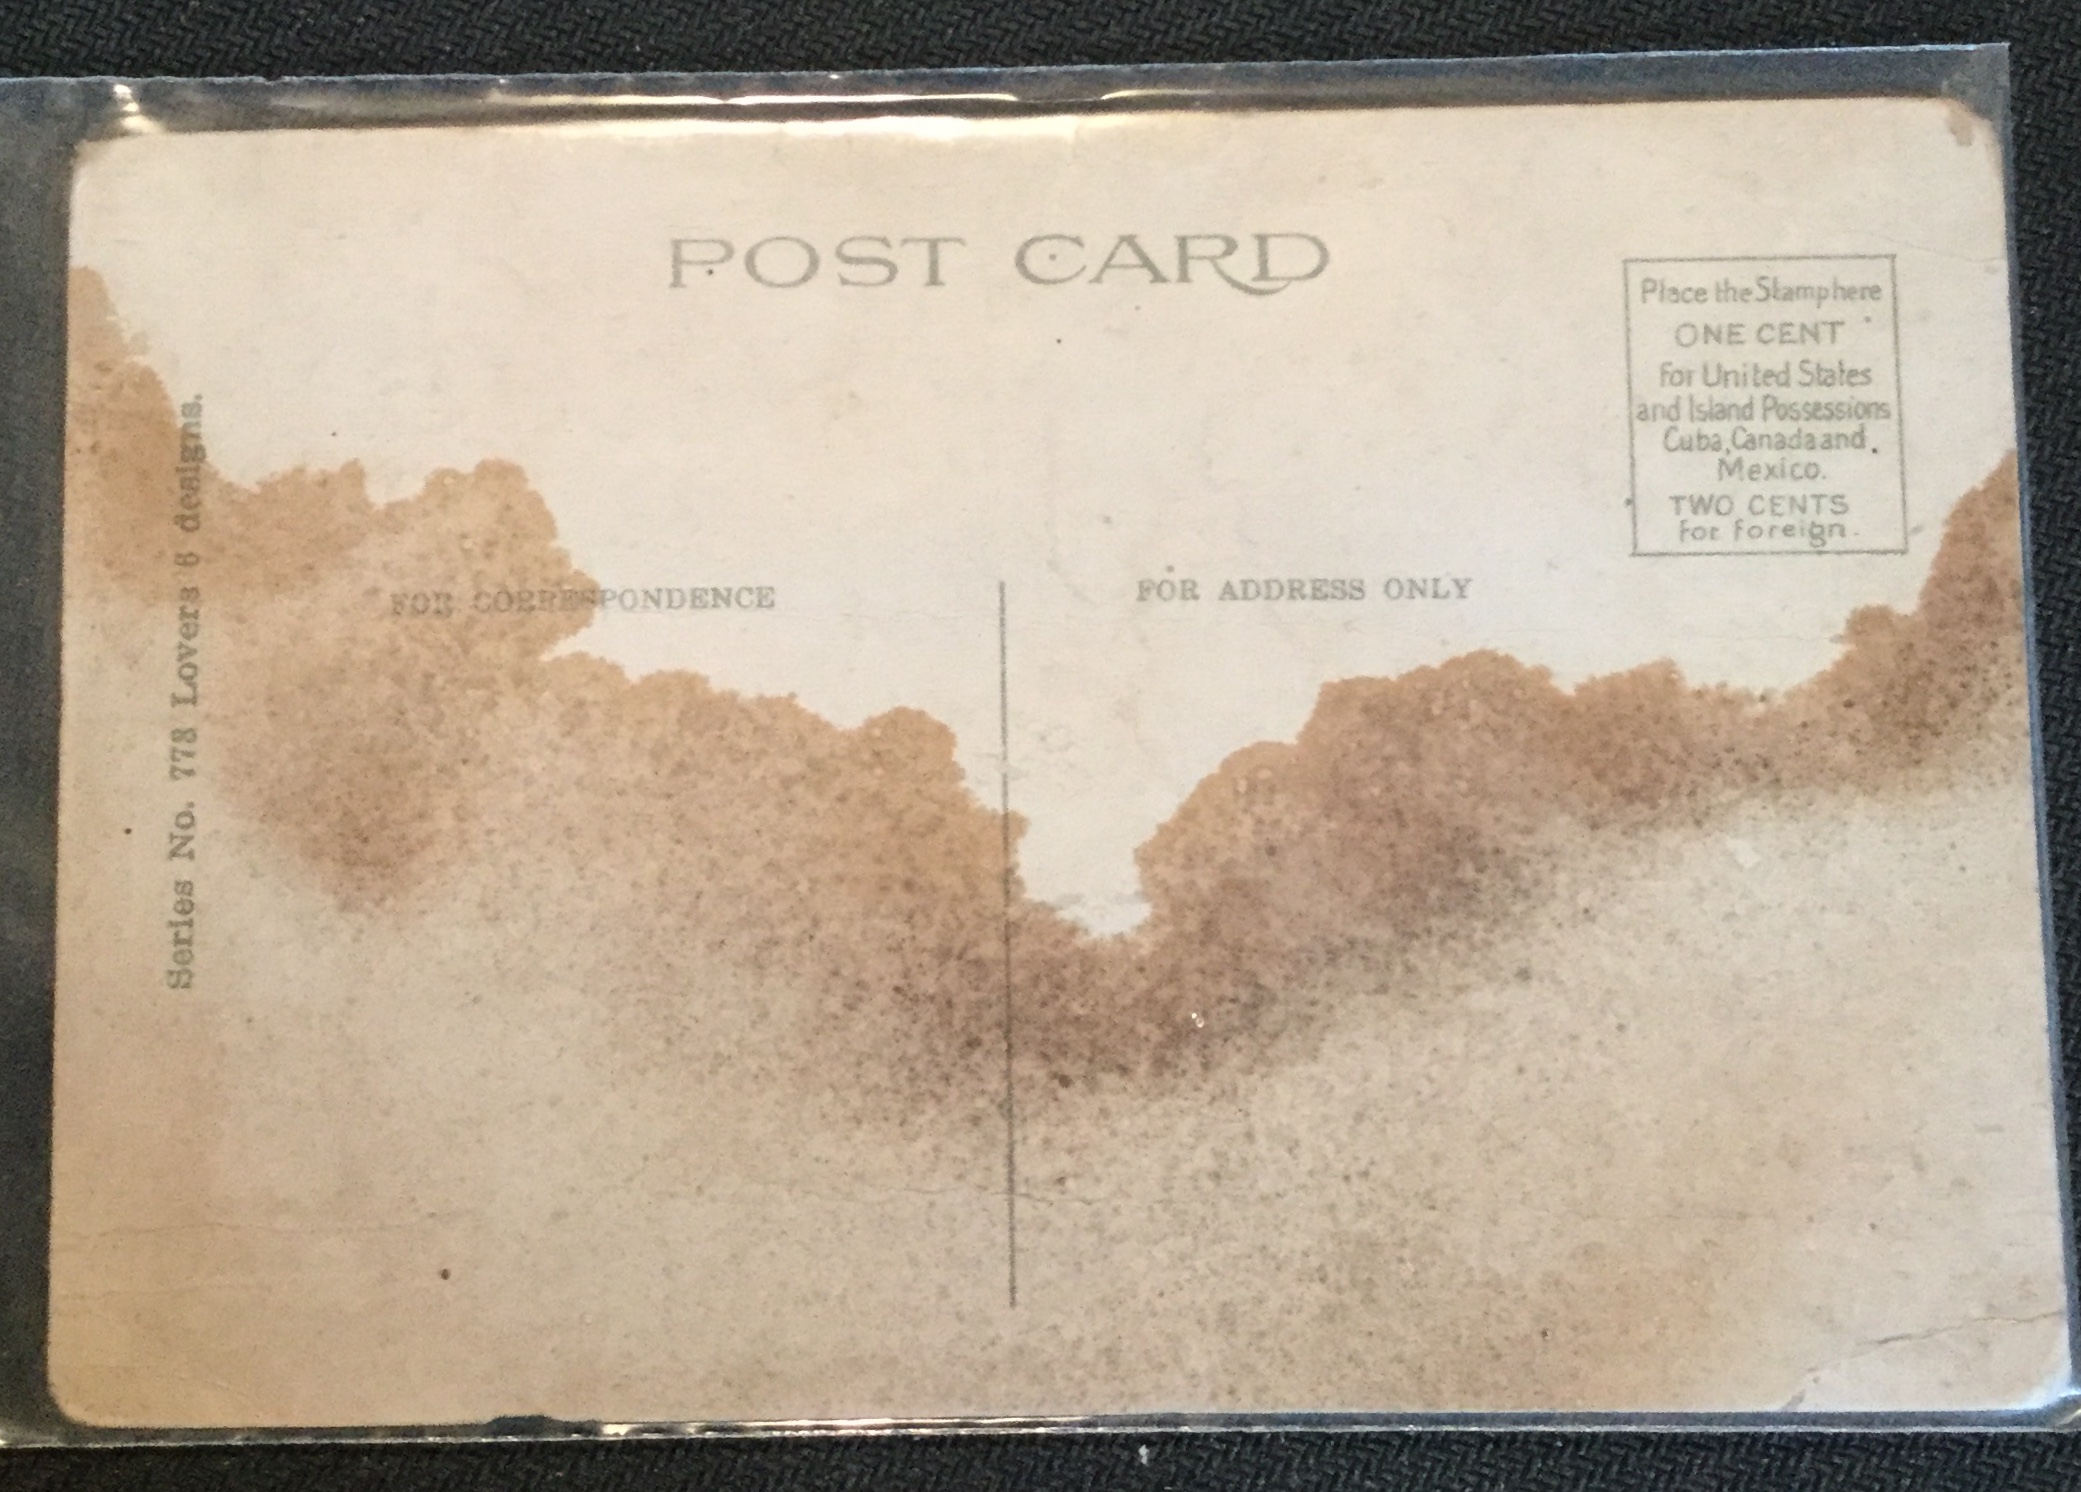 POST CARD
Place the Stamp here
ONE CENT
For United States
and Island Possessions
Cuba, Canada and
Mexico.
TWO CENTS
For Foreign.
FOR CORRESPONDENCE
FOR ADDRESS ONLY
Series No. 778 Lovers 6 designs.